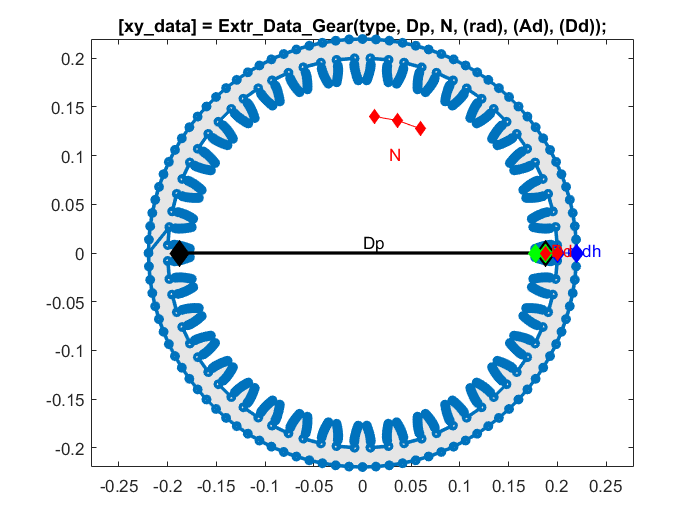 [xy_data] = Extr_Data_Gear(type, Dp, N, (rad), (Ad), (Dd));
0.2
0.15
0.1
0.05
0
-0.05
-0.1
-0.15
-0.2
N
Dp
-0.25 -0.2 -0.15 -0.1 -0.05 0 0.05 0.1 0.15 0.2 0.25